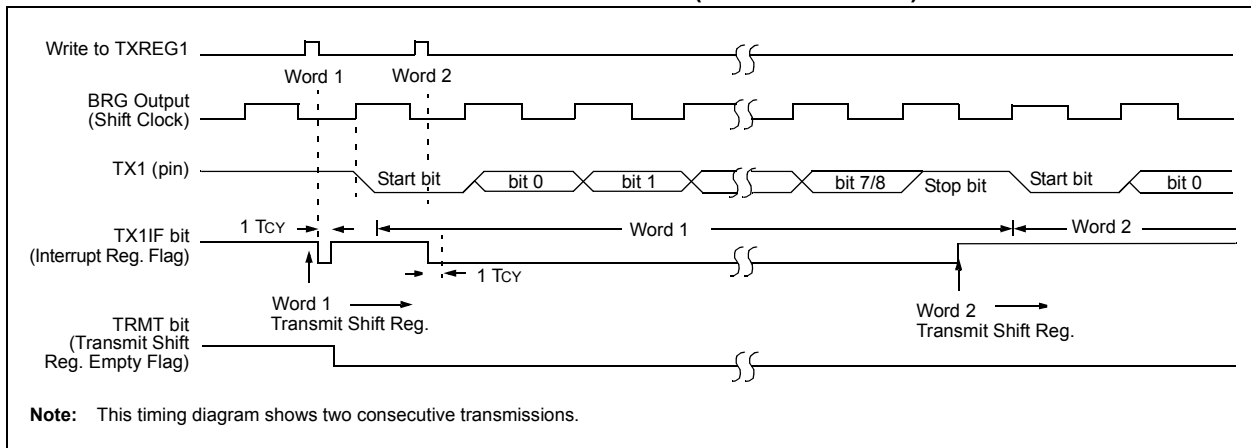 Write to TXREG1
Word 1
Word 2
BRG Output
(Shift Clock)
TX1 (pin)
Start bit
bit 0
bit 1
bit 7/8
Stop bit
Start bit
bit 0
1 TCY
TX1IF bit
(Interrupt Reg. Flag)
Word 1
Word 2
1 TCY
Word 1
Transmit Shift Reg.
Word 2
Transmit Shift Reg.
TRMT bit
(Transmit Shift
Reg. Empty Flag)
Note: This timing diagram shows two consecutive transmissions.